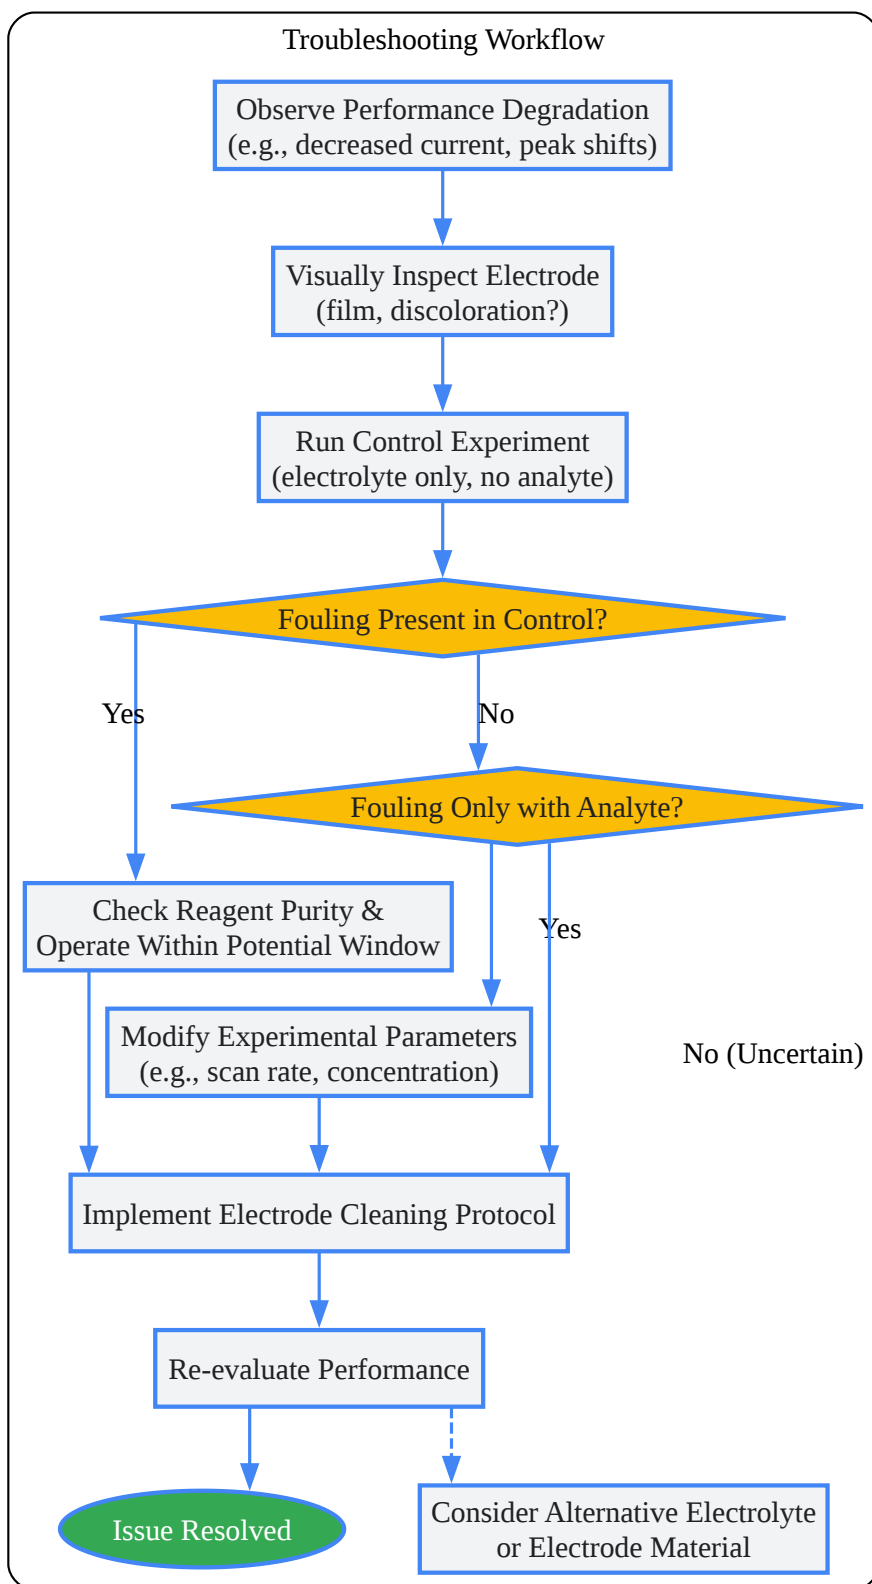 Troubleshooting Workflow
Observe Performance Degradation
(e.g., decreased current, peak shifts)
Visually Inspect Electrode
(film, discoloration?)
Run Control Experiment
(electrolyte only, no analyte)
Fouling Present in Control?
Yes
No
Fouling Only with Analyte?
Check Reagent Purity &
Operate Within Potential Window
Yes
Modify Experimental Parameters
(e.g., scan rate, concentration)
No (Uncertain)
Implement Electrode Cleaning Protocol
Re-evaluate Performance
Issue Resolved
Consider Alternative Electrolyte
or Electrode Material